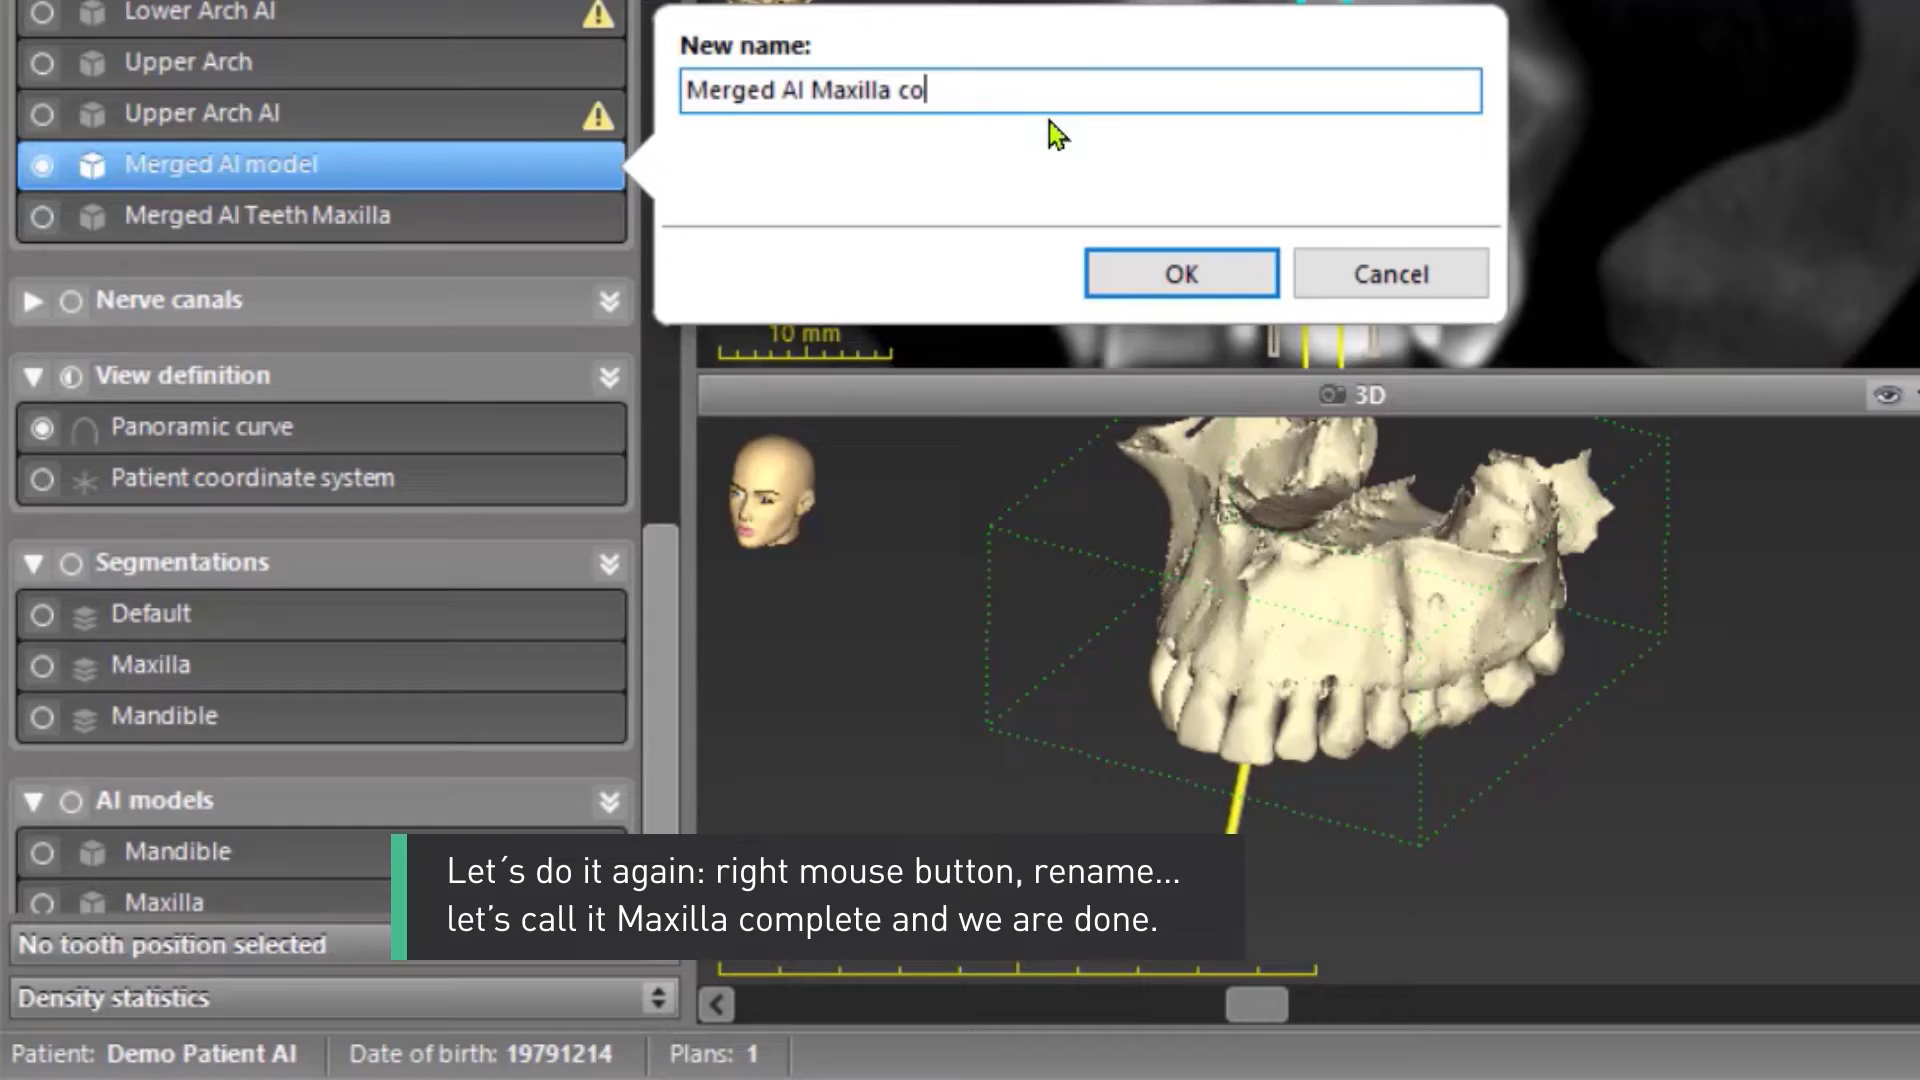 Lower Arch AI
Upper Arch
Upper Arch AI
Merged AI model
Merged AI Teeth Maxilla
Nerve canals
View definition
Panoramic curve
Patient coordinate system
Segmentations
Default
Maxilla
Mandible
AI models
Mandible
Maxilla
No tooth position selected
Density statistics
New name:
Merged AI Maxilla co
OK
Cancel
10 mm
3D
Let´s do it again: right mouse button, rename...
let’s call it Maxilla complete and we are done.
Patient: Demo Patient AI
Date of birth: 19791214
Plans: 1